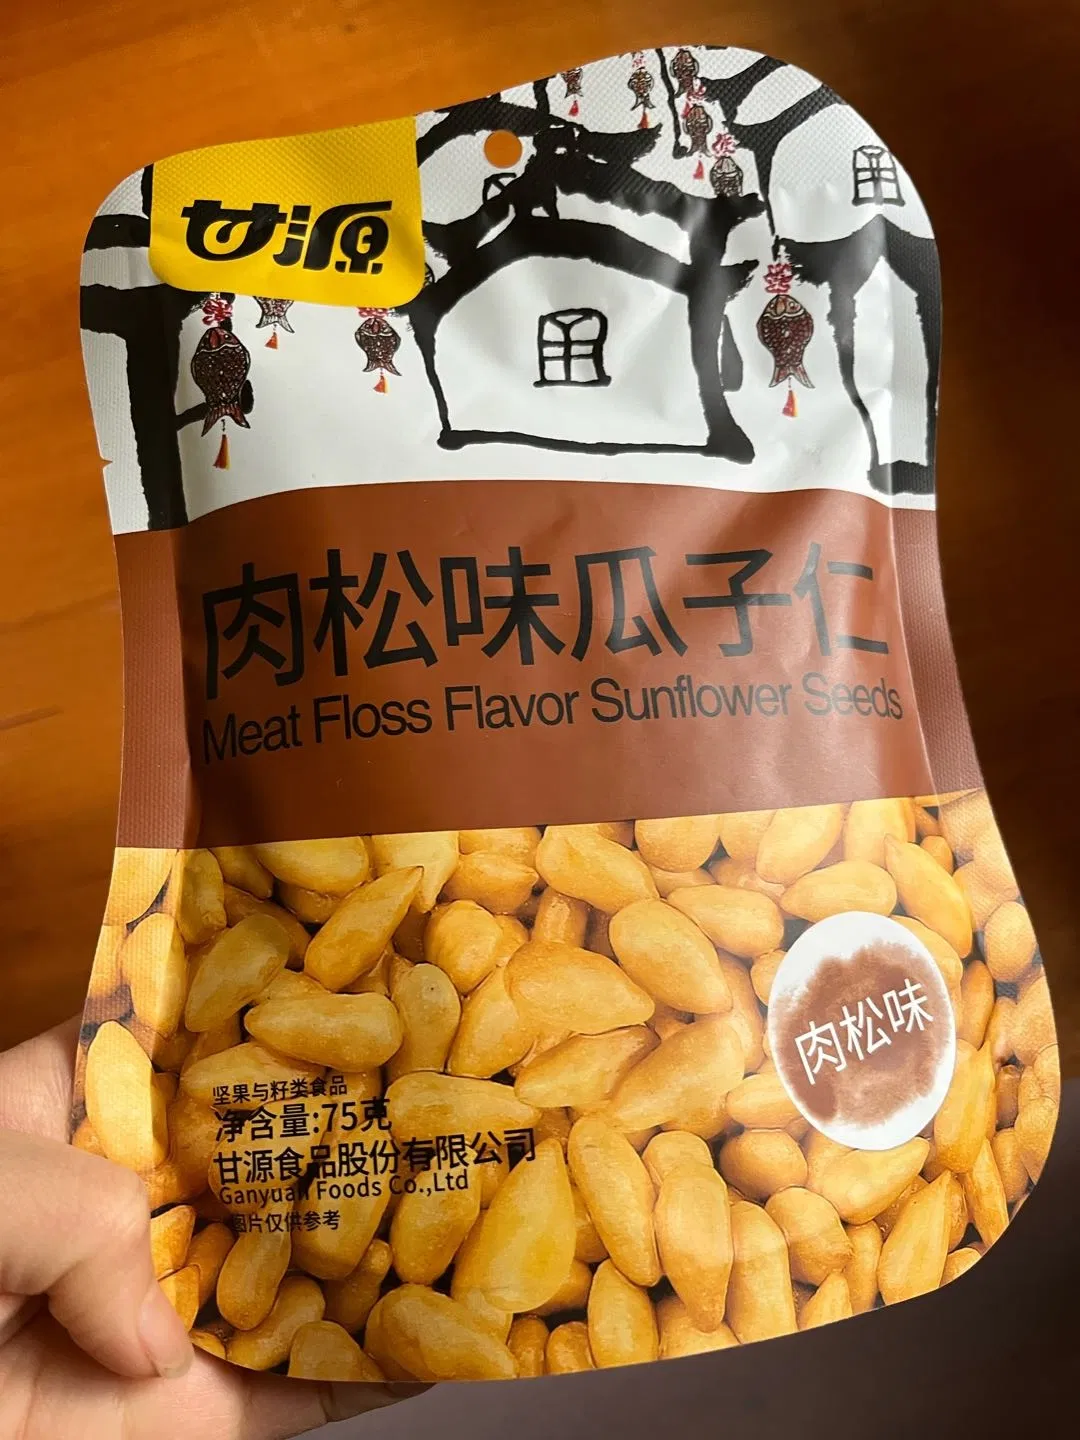 甘源
肉松味瓜子仁
Meat Floss Flavor Sunflower Seeds
肉松味
坚果与籽类食品
净含量:75克
甘源食品股份有限公司
Ganyuan Foods Co.,Ltd
图片仅供参考